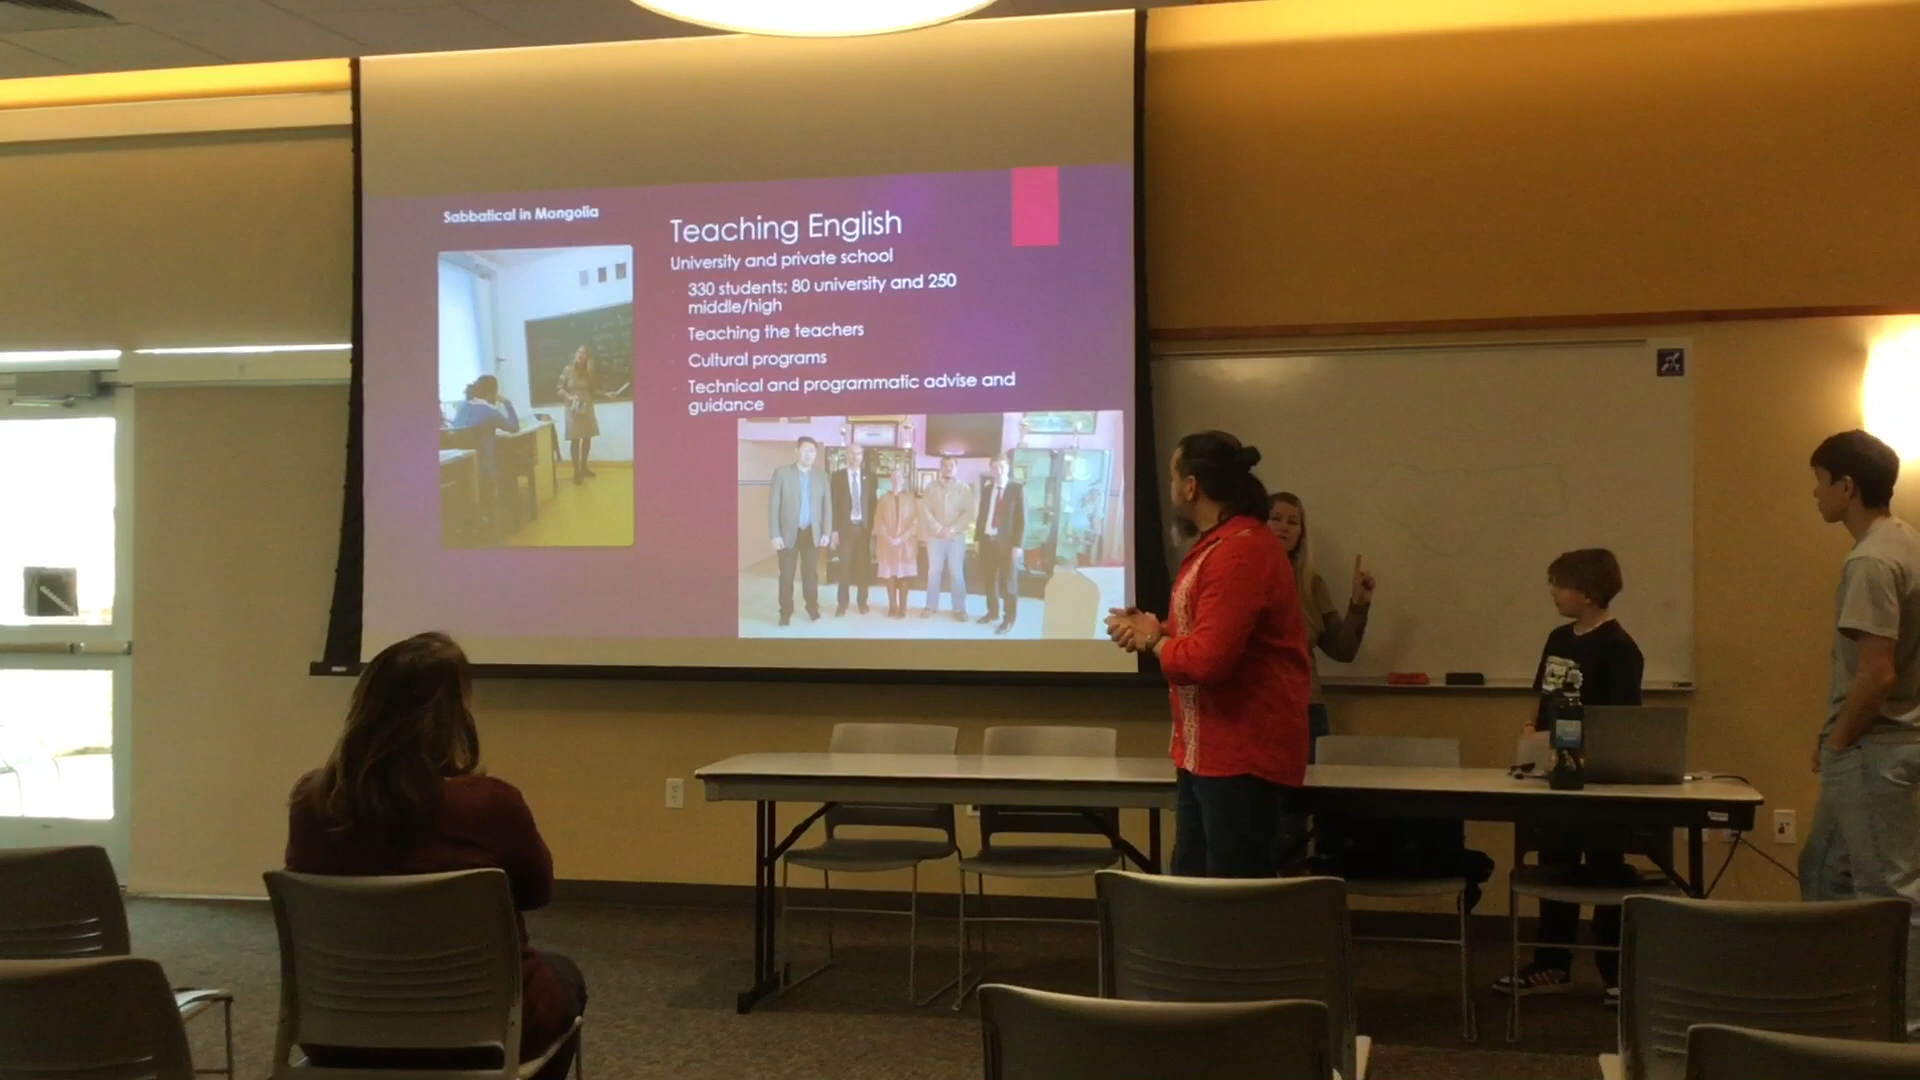 Sabbatical in Mongolia
Teaching English
University and private school
330 students; 80 university and 250
middle/high
Teaching the teachers
Cultural programs
Technical and programmatic advise and
guidance